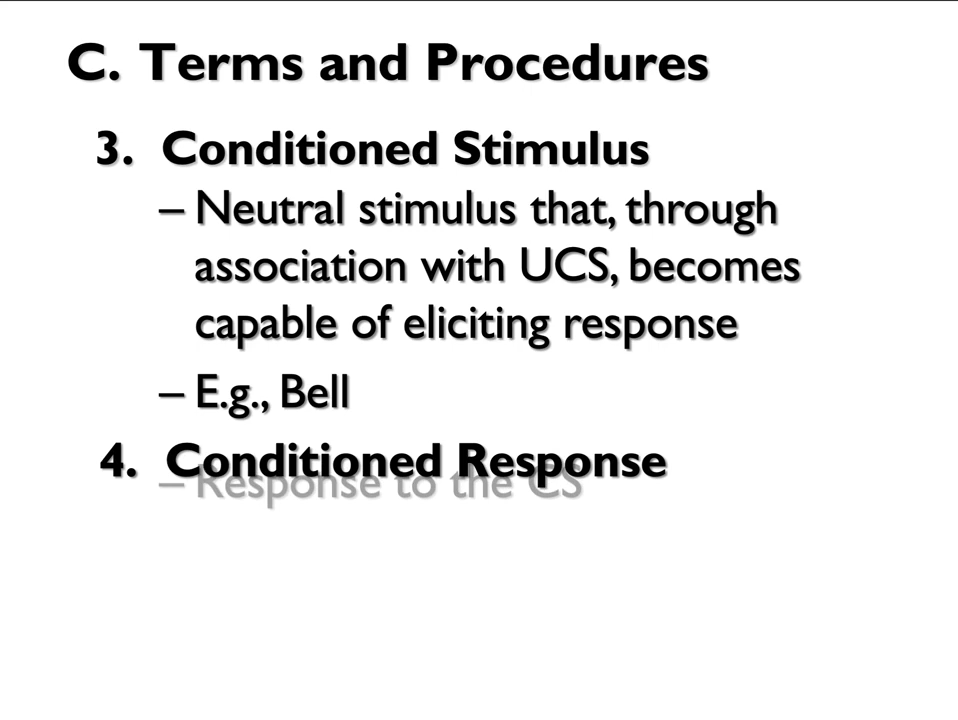 C. Terms and Procedures
3. Conditioned Stimulus
– Neutral stimulus that, through
association with UCS, becomes
capable of eliciting response
– E.g., Bell
4. Conditioned Response
– Response to the CS